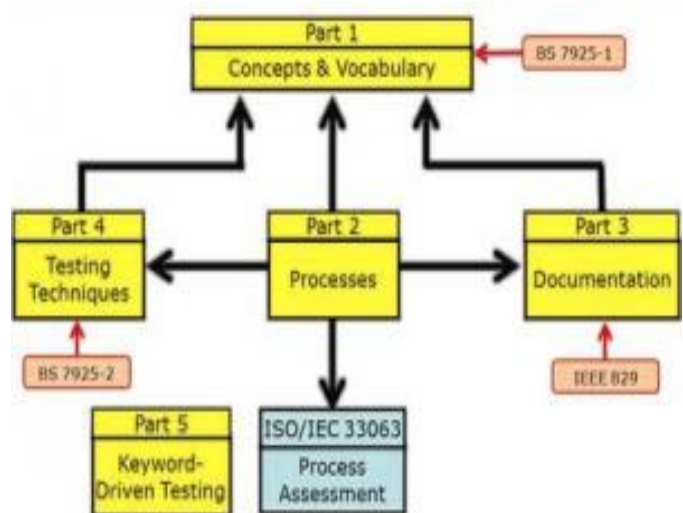 Part 1
BS 7925-1
Concepts & Vocabulary
Part 4
Part 2
Part 3
Testing
Techniques
Processes
Documentation
BS 7925-2
IEEE 829
Part 5
ISO/IEC 33063
Keyword-
Driven Testing
Process
Assessment